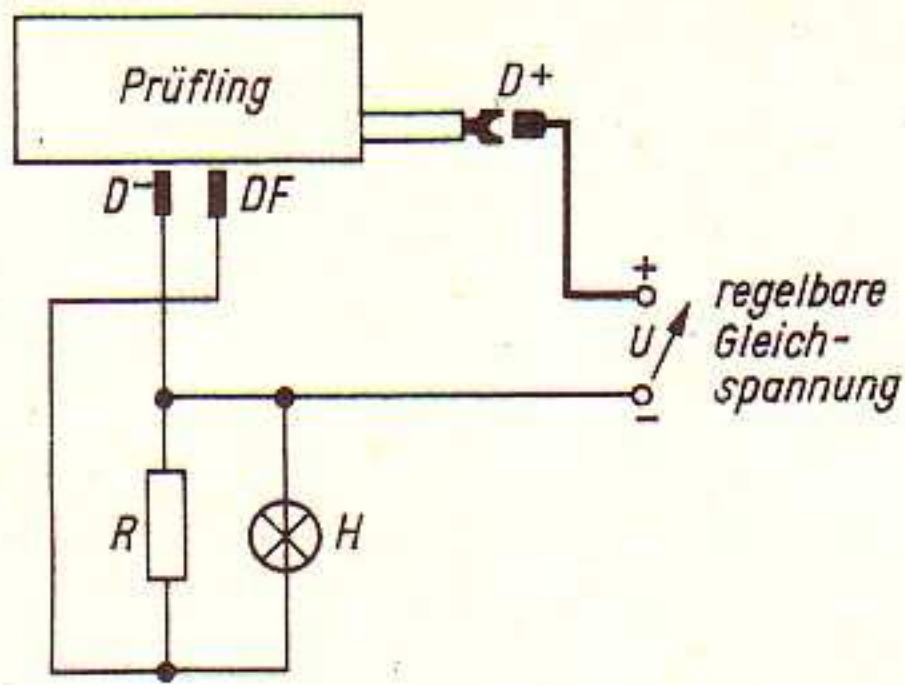 Prüfling
D+
D-
DF
+
U
-
regelbare
Gleich-
spannung
R
H